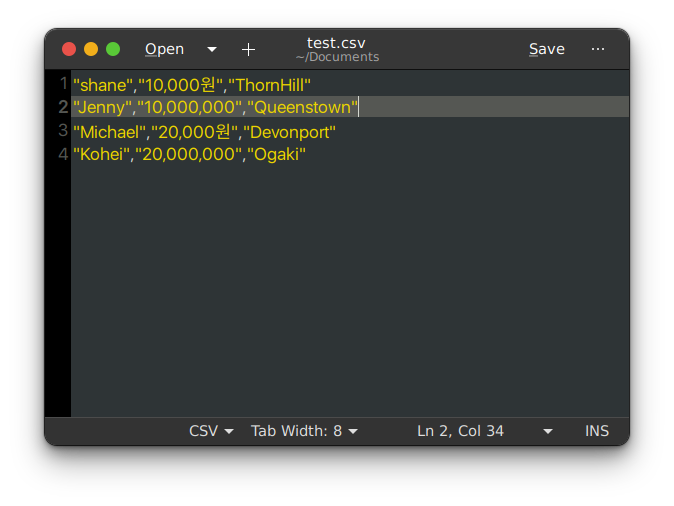 Open
test.csv
~/Documents
Save
1 "shane","10,000원","ThornHill"
2 "Jenny","10,000,000","Queenstown"
3 "Michael","20,000원","Devonport"
4 "Kohei","20,000,000","Ogaki"
CSV Tab Width: 8 Ln 2, Col 34 INS